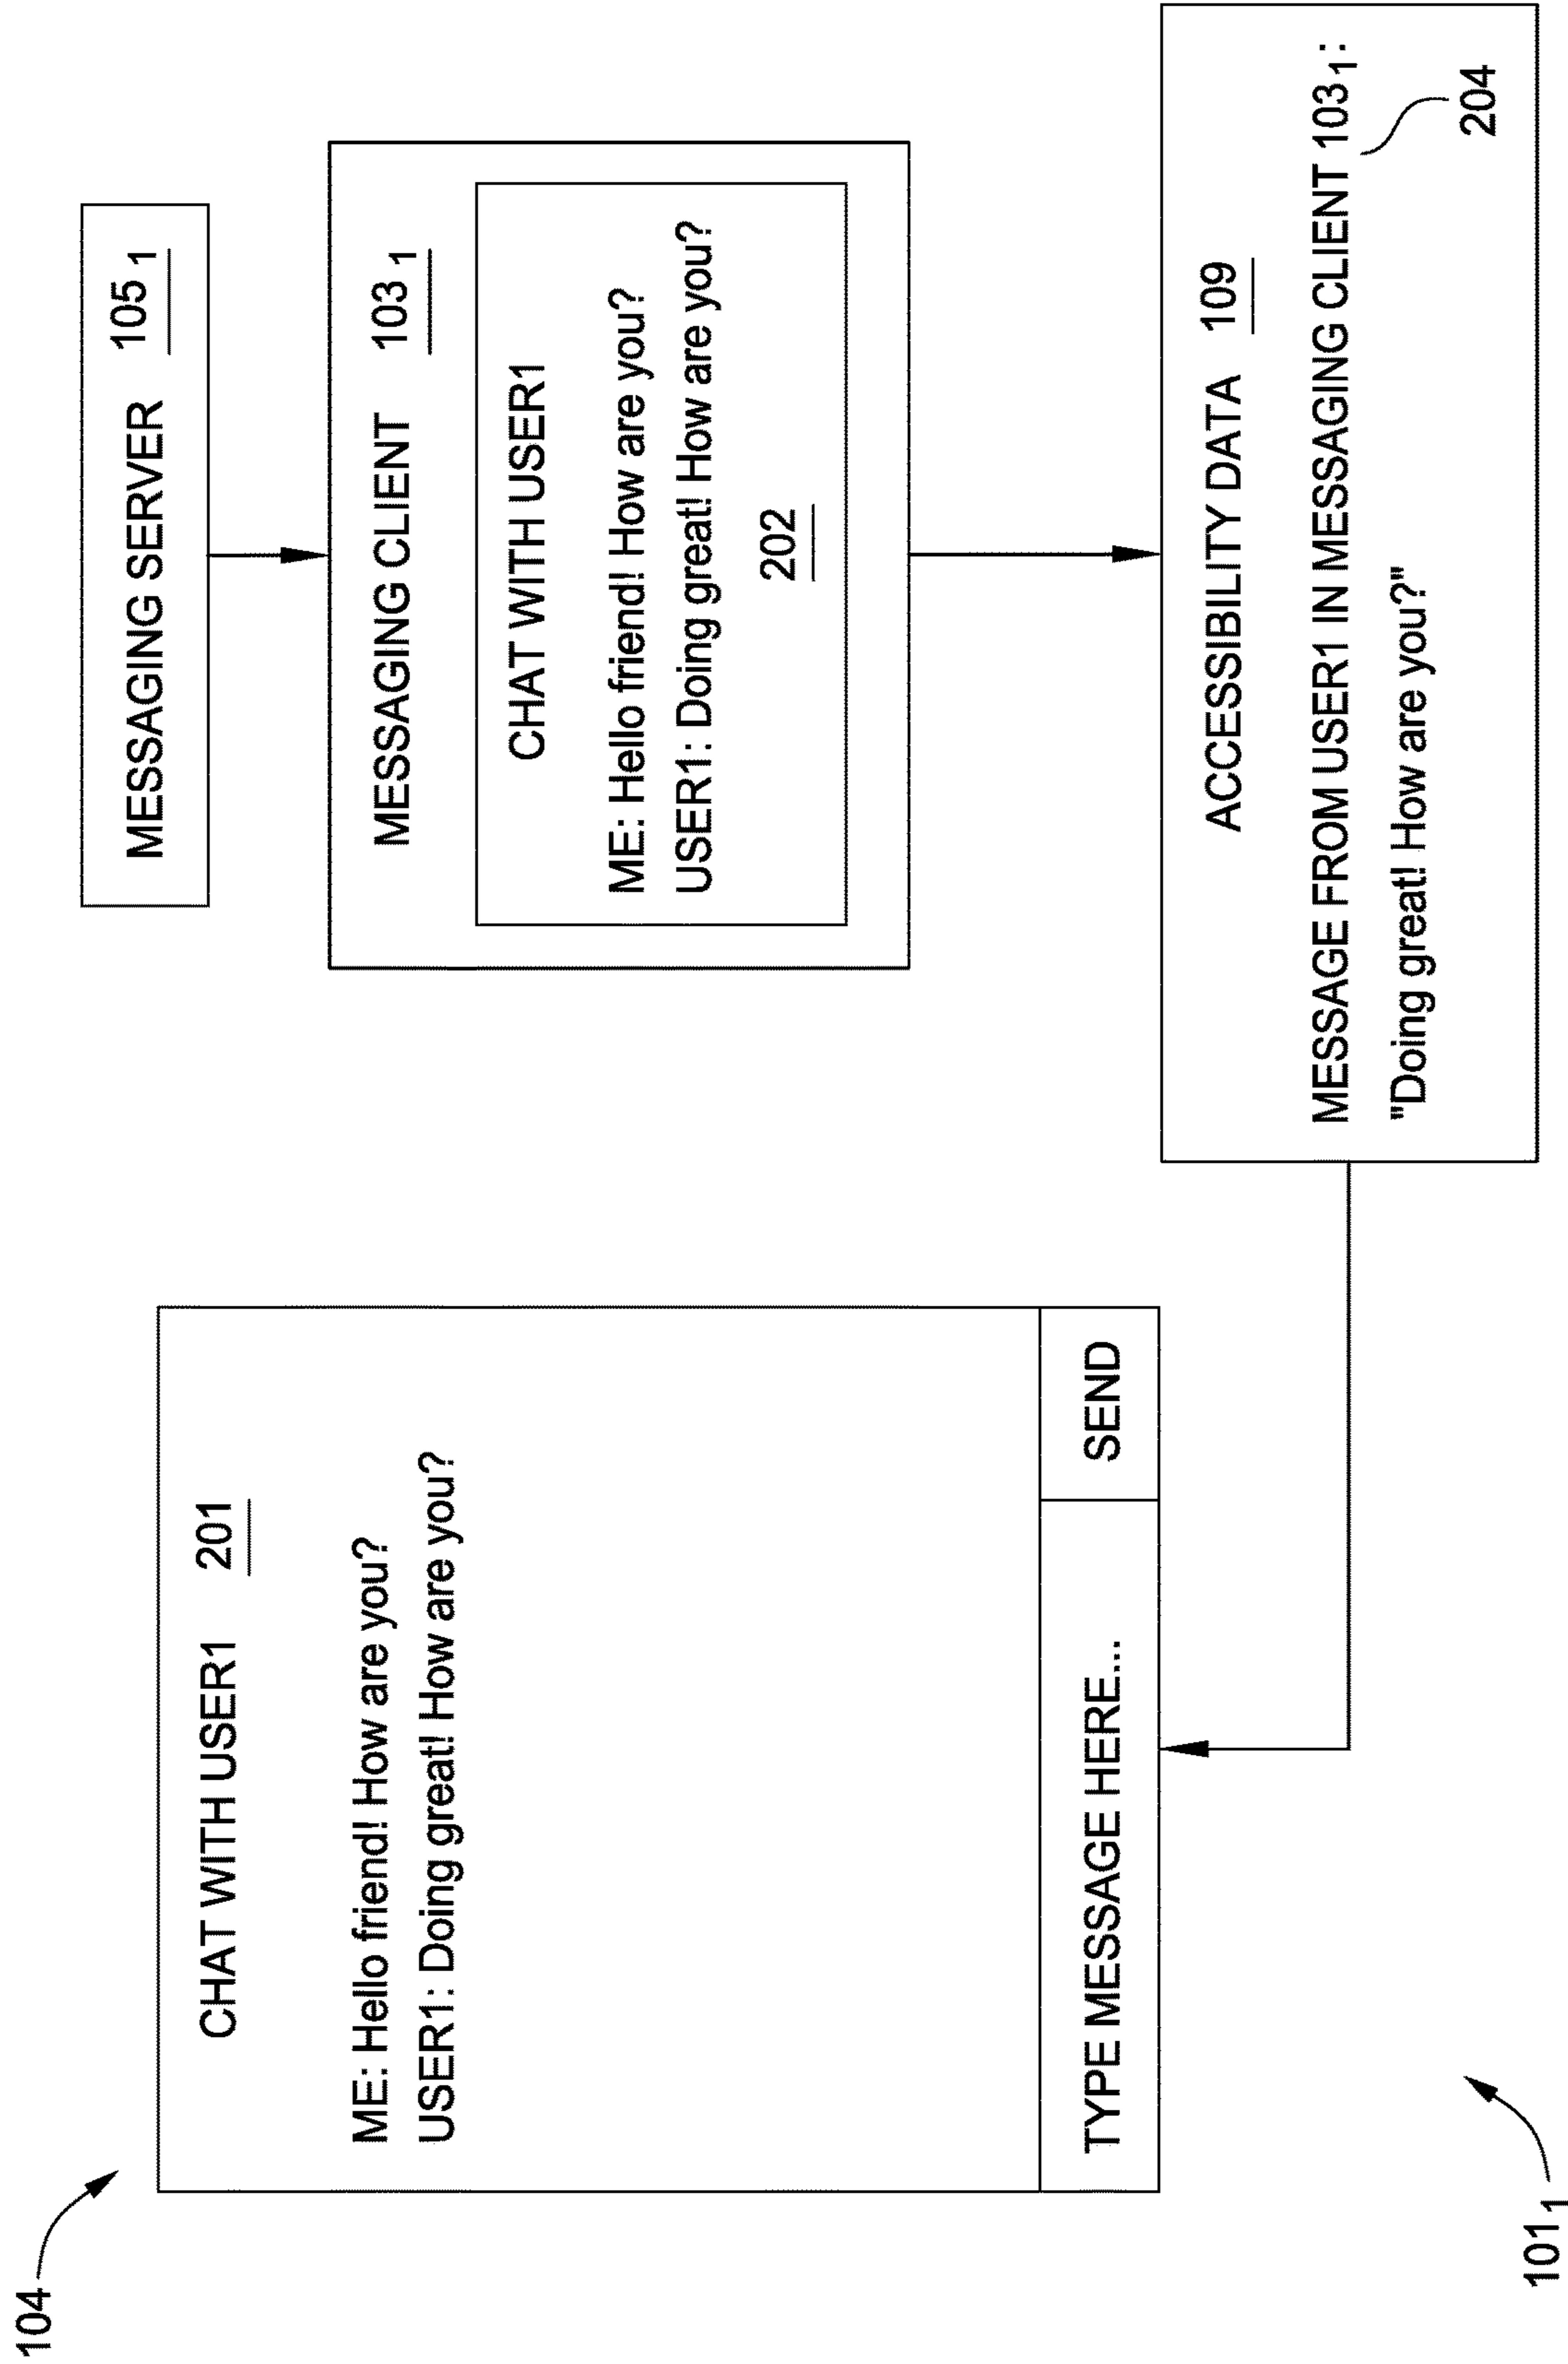 104
CHAT WITH USER1 201
ME: Hello friend! How are you?
USER1: Doing great! How are you?
TYPE MESSAGE HERE...
SEND
101₁
MESSAGING SERVER 105₁
MESSAGING CLIENT 103₁
CHAT WITH USER1
ME: Hello friend! How are you?
USER1: Doing great! How are you?
202
ACCESSIBILITY DATA 109
MESSAGE FROM USER1 IN MESSAGING CLIENT 103₁:
"Doing great! How are you?"
204